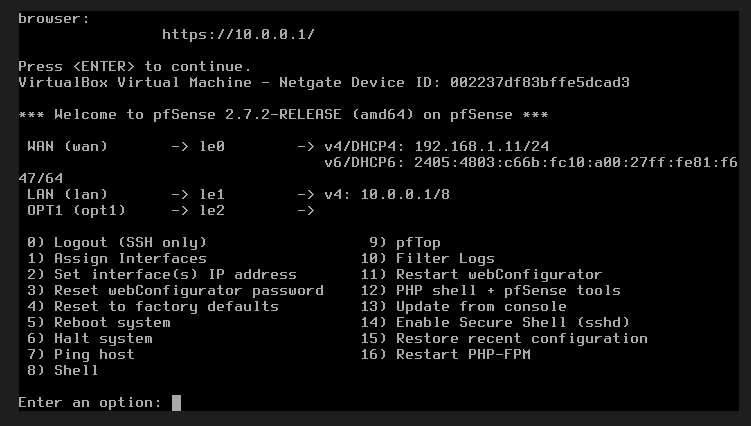 browser:
https://10.0.0.1/
Press <ENTER> to continue.
VirtualBox Virtual Machine - Netgate Device ID: 002237df83bffe5dcad3
*** Welcome to pfSense 2.7.2-RELEASE (amd64) on pfSense ***
WAN (wan) -> le0 -> v4/DHCP4: 192.168.1.11/24
v6/DHCP6: 2405:4803:c66b:fc10:a00:27ff:fe81:f6
47/64
LAN (lan) -> le1 -> v4: 10.0.0.1/8
OPT1 (opt1) -> le2 ->
0) Logout (SSH only) 9) pfTop
1) Assign Interfaces 10) Filter Logs
2) Set interface(s) IP address 11) Restart webConfigurator
3) Reset webConfigurator password 12) PHP shell + pfSense tools
4) Reset to factory defaults 13) Update from console
5) Reboot system 14) Enable Secure Shell (sshd)
6) Halt system 15) Restore recent configuration
7) Ping host 16) Restart PHP-FPM
8) Shell
Enter an option: